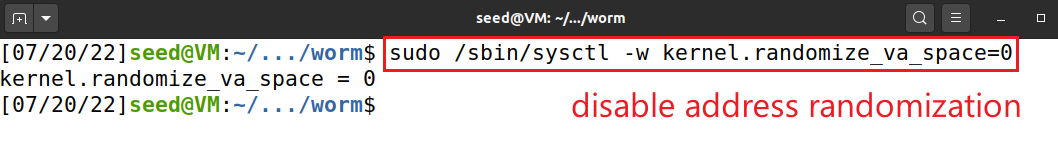 seed@VM: ~/.../worm
[07/20/22]seed@VM:~/.../worm$ sudo /sbin/sysctl -w kernel.randomize_va_space=0
kernel.randomize_va_space = 0
[07/20/22]seed@VM:~/.../worm$
disable address randomization